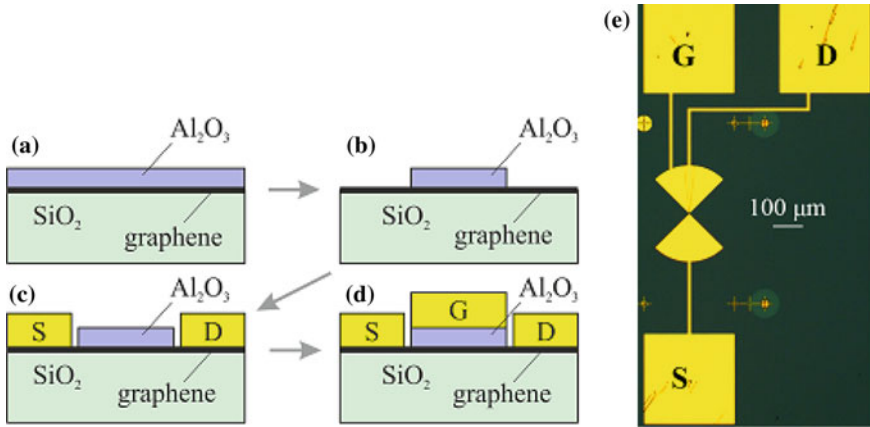 (a)
Al₂O₃
SiO₂
graphene
(b)
Al₂O₃
SiO₂
graphene
(c)
Al₂O₃
S
D
SiO₂
graphene
(d)
G
Al₂O₃
S
D
SiO₂
graphene
(e)
G
D
100 μm
S